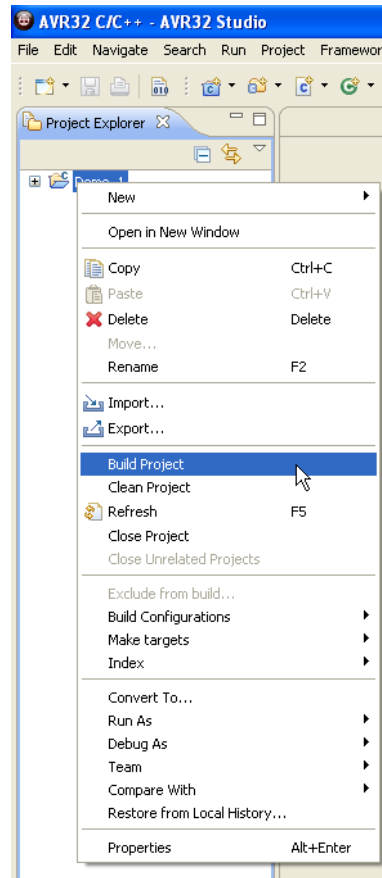 AVR32 C/C++ - AVR32 Studio
File Edit Navigate Search Run Project
Project Explorer
New
Open in New Window
Copy Ctrl+C
Paste Ctrl+V
Delete Delete
Move...
Rename F2
Import...
Export...
Build Project
Clean Project
Refresh F5
Close Project
Close Unrelated Projects
Exclude from build...
Build Configurations
Make targets
Index
Convert To...
Run As
Debug As
Team
Compare With
Restore from Local History...
Properties Alt+Enter